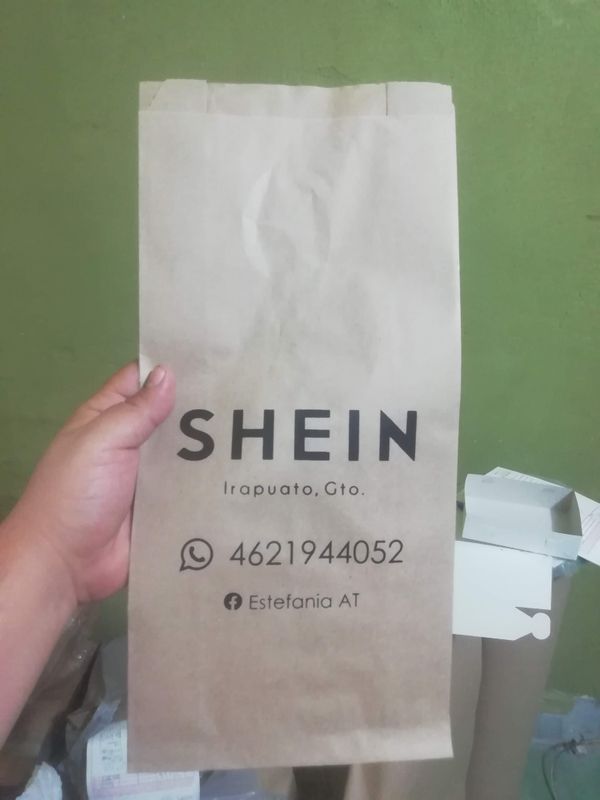 SHEIN
Irapuato, Gto.
4621944052
Estefania AT